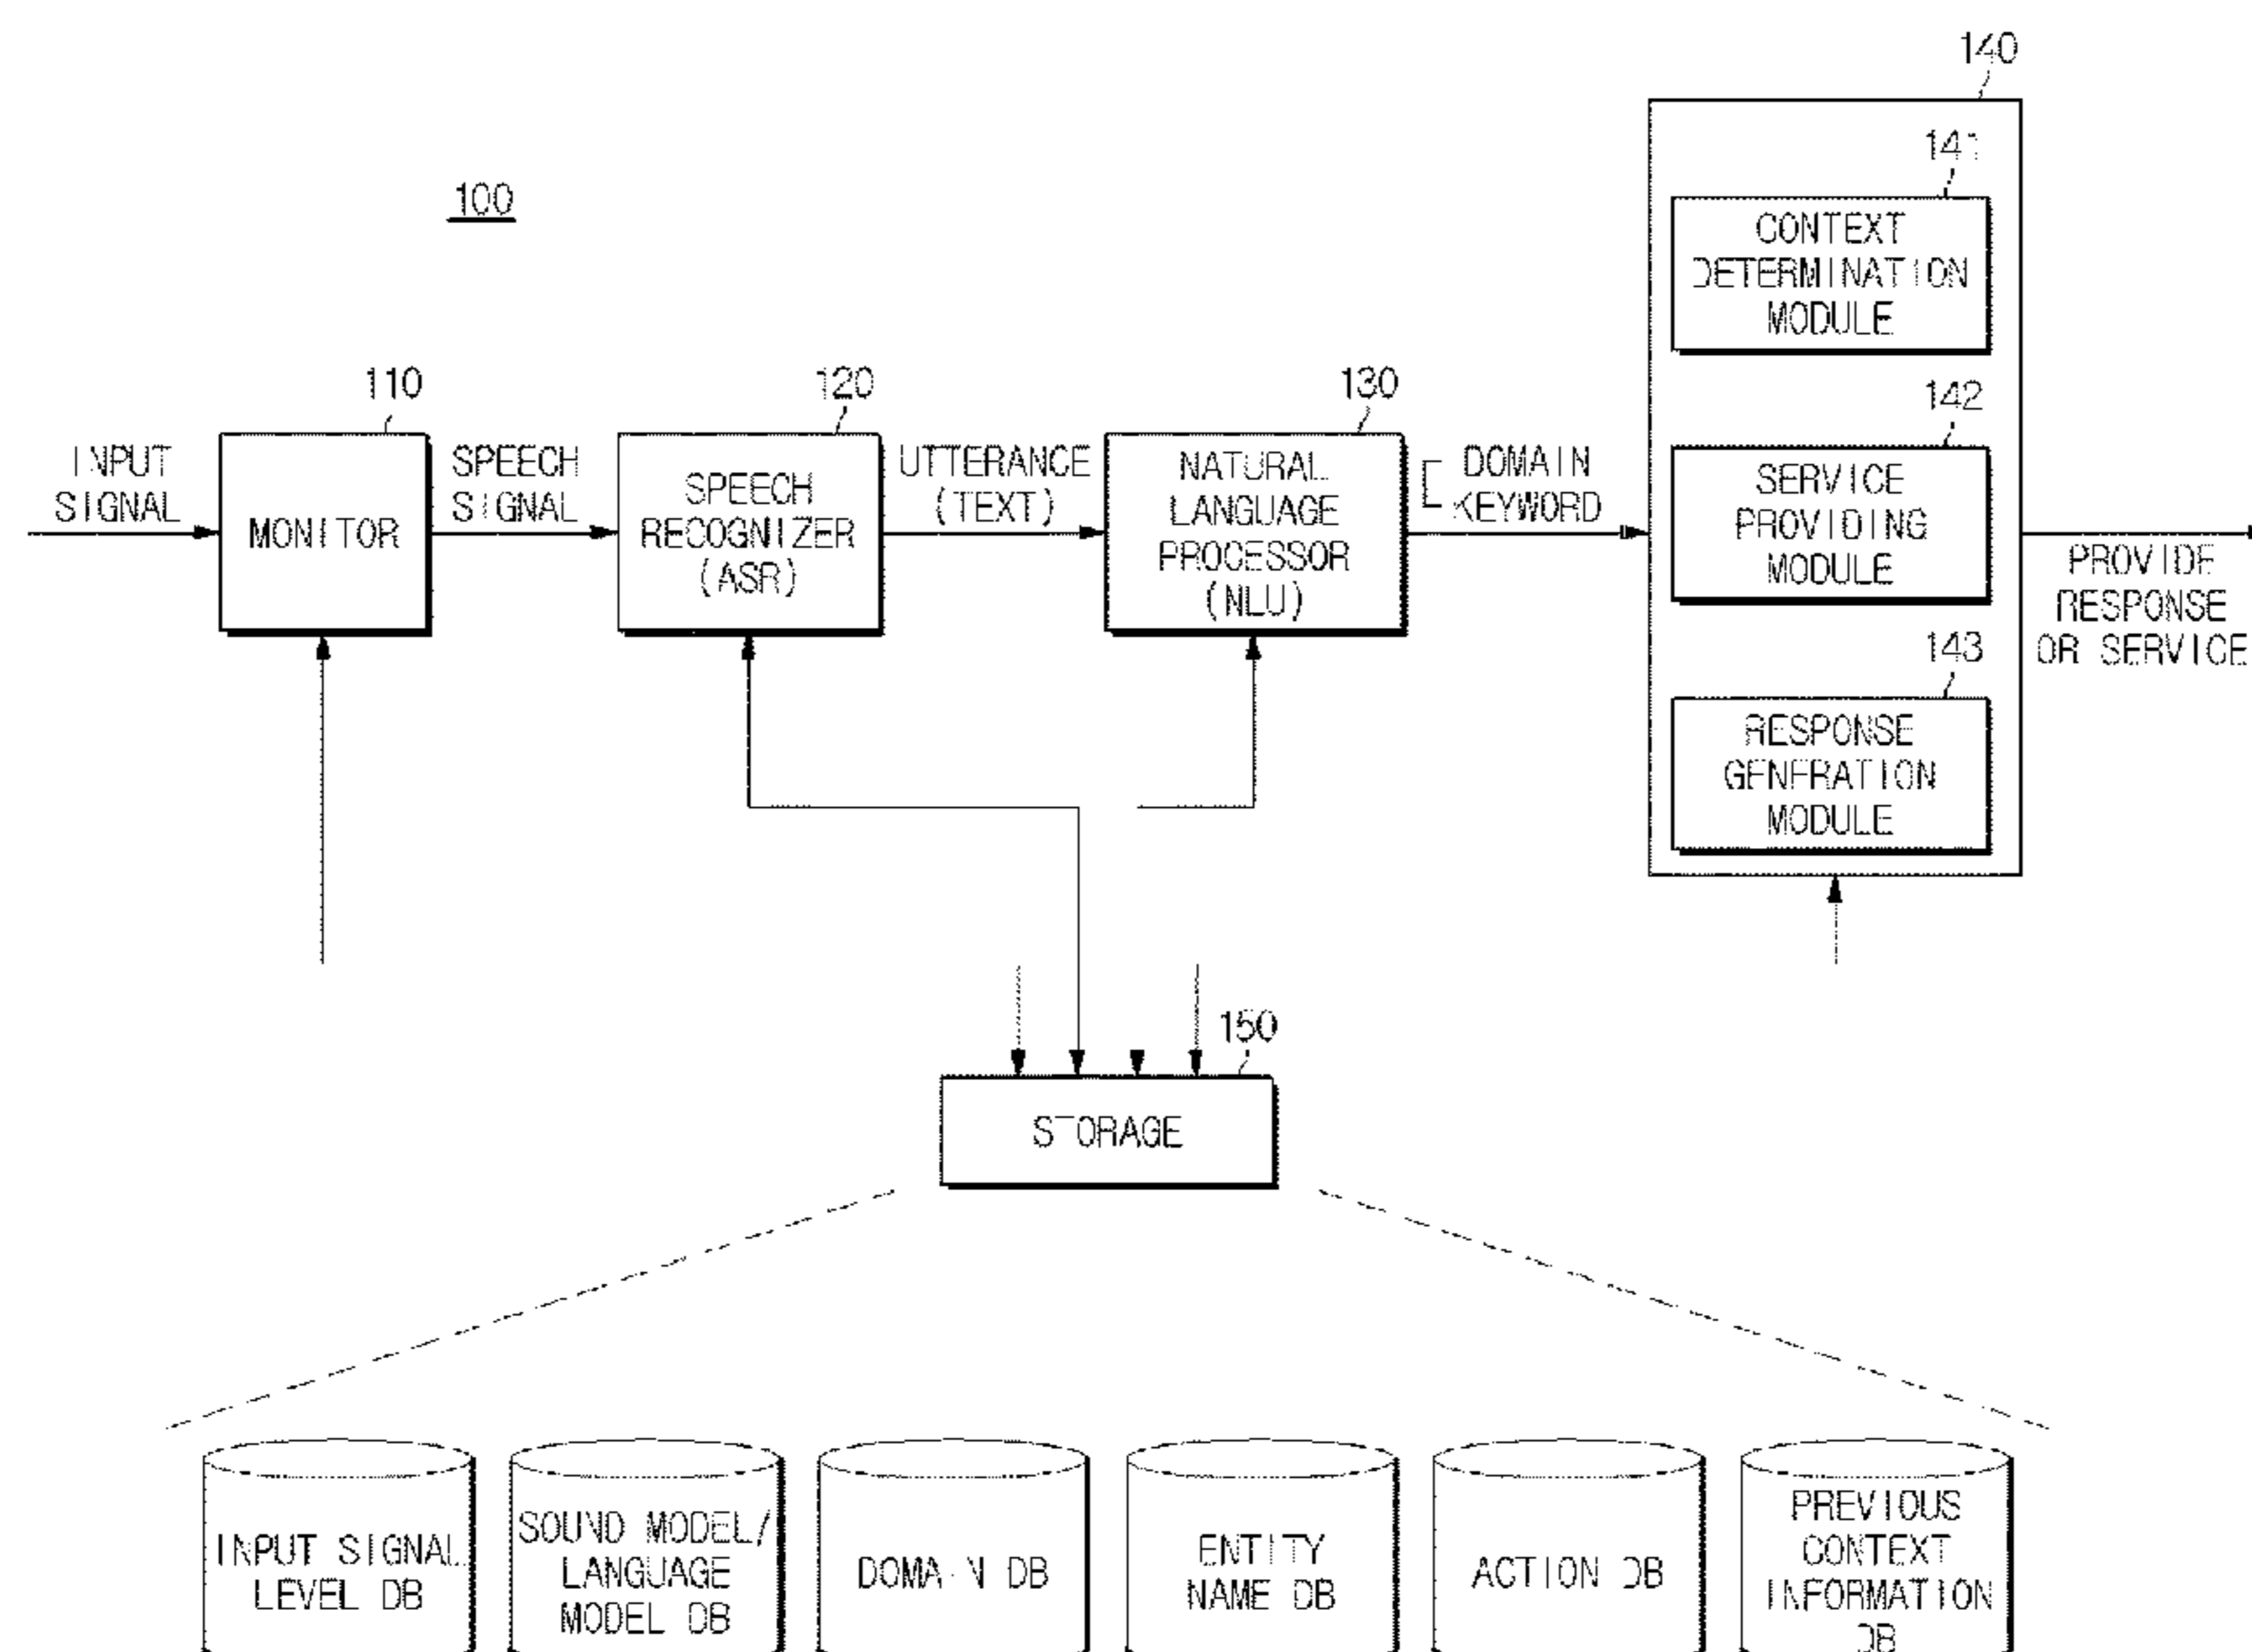 140
141
100
CONTEXT
DETERMINATION
MODULE
110
120
130
142
INPUT
SIGNAL
MONITOR
SPEECH
SIGNAL
SPEECH
RECOGNIZER
(ASR)
UTTERANCE
(TEXT)
NATURAL
LANGUAGE
PROCESSOR
(NLU)
DOMAIN
KEYWORD
SERVICE
PROVIDING
MODULE
PROVIDE
RESPONSE
OR SERVICE
143
RESPONSE
GENERATION
MODULE
150
STORAGE
INPUT SIGNAL
LEVEL DB
SOUND MODEL/
LANGUAGE
MODEL DB
DOMAIN DB
ENTITY
NAME DB
ACTION DB
PREVIOUS
CONTEXT
INFORMATION
DB